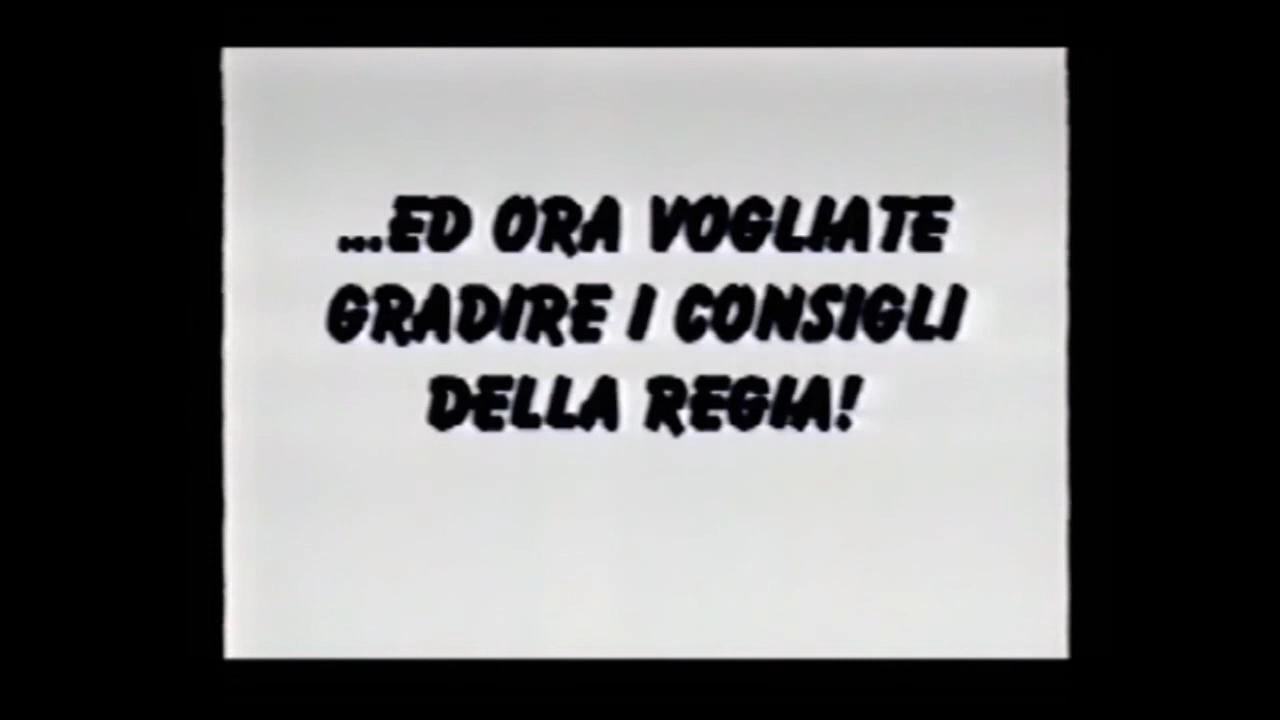 ...ED ORA VOGLIATE
GRADIRE I CONSIGLI
DELLA REGIA!